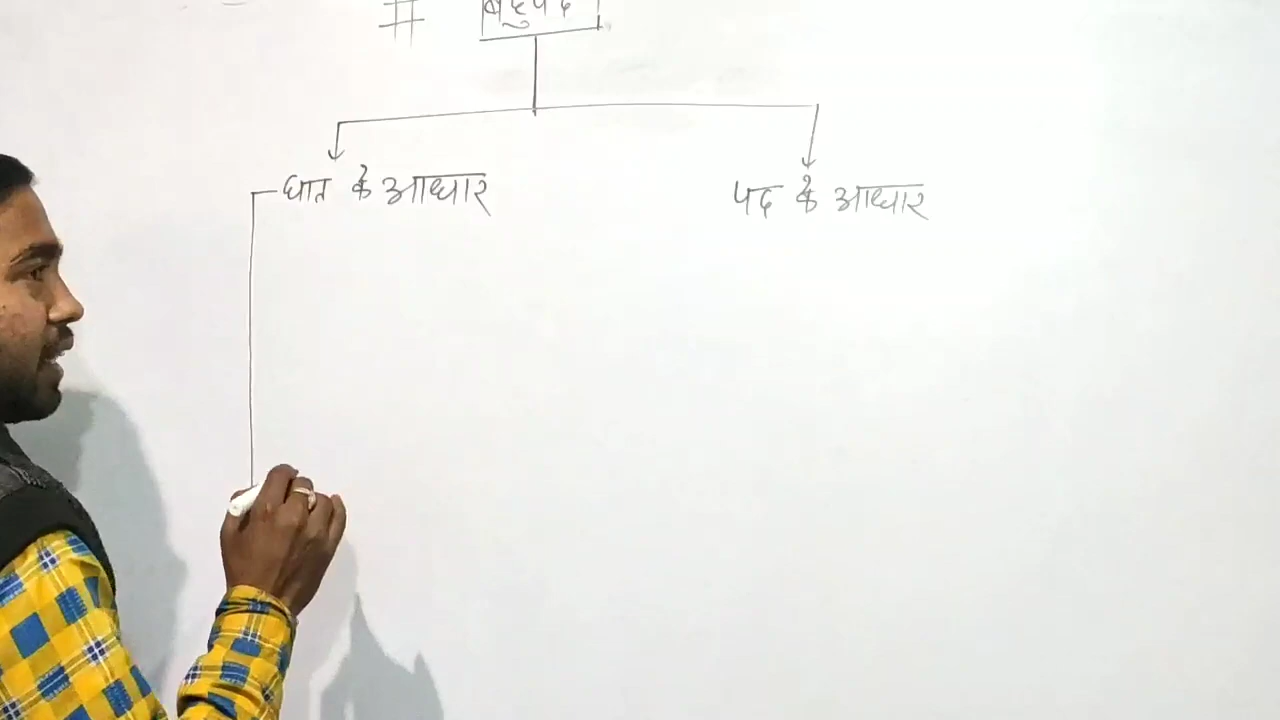 # बहुपद
घात के आधार
पद के आधार